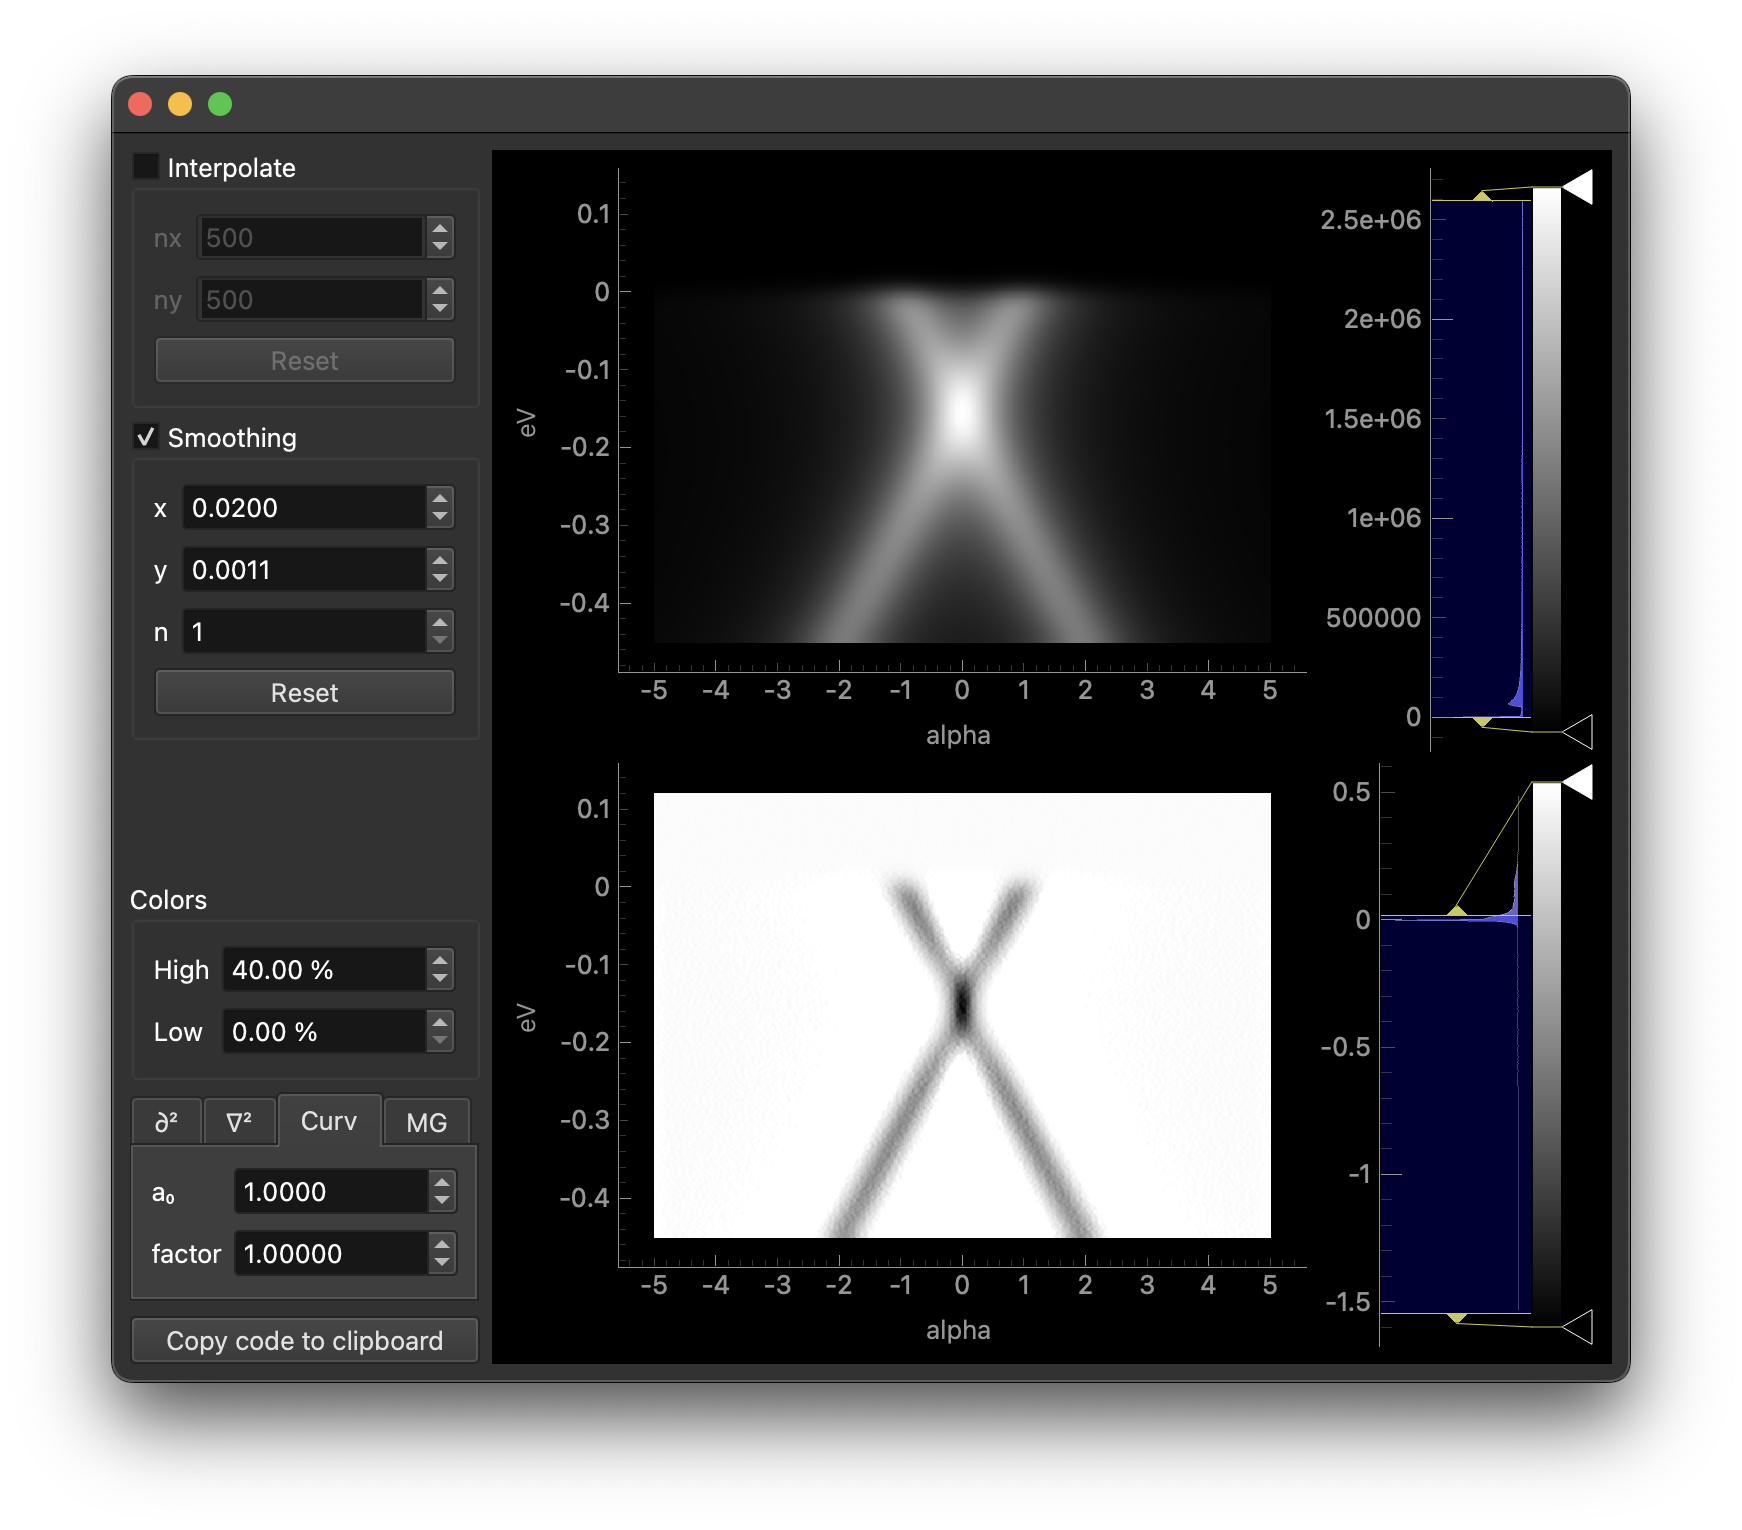 Interpolate
nx 500
ny 500
Reset
Smoothing
x 0.0200
y 0.0011
n 1
Reset
Colors
High 40.00 %
Low 0.00 %
∂² ∇² Curv MG
a₀ 1.0000
factor 1.00000
Copy code to clipboard
0.1
0
-0.1
-0.2
-0.3
-0.4
eV
-5 -4 -3 -2 -1 0 1 2 3 4 5
alpha
2.5e+06
2e+06
1.5e+06
1e+06
500000
0
0.1
0
-0.1
-0.2
-0.3
-0.4
eV
-5 -4 -3 -2 -1 0 1 2 3 4 5
alpha
0.5
0
-0.5
-1
-1.5